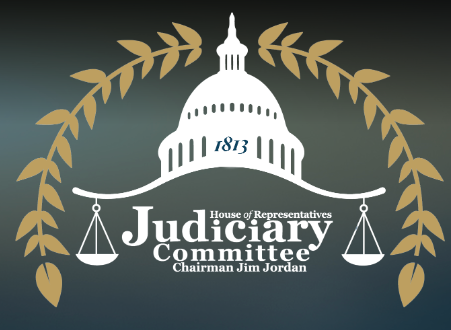 1813
House of Representatives
Judiciary
Committee
Chairman Jim Jordan